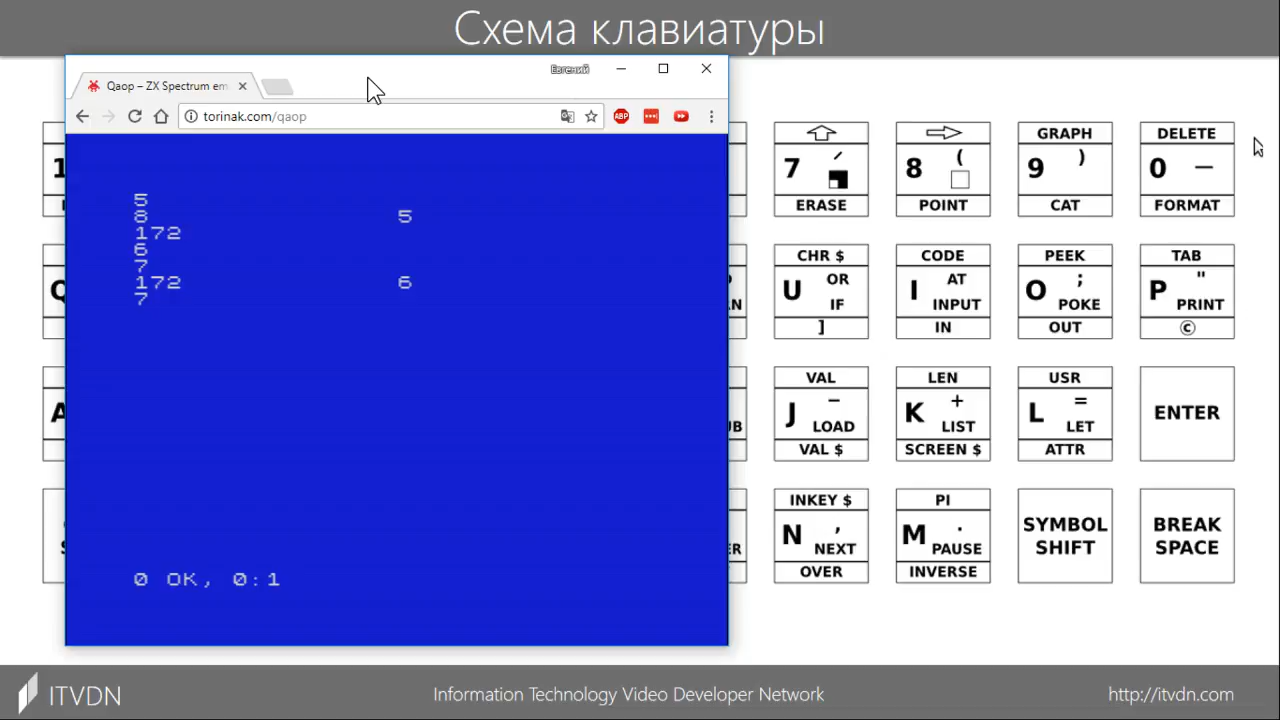 Схема клавиатуры
Евгений
Qaop – ZX Spectrum em
torinak.com/qaop
ABP
5
8 5
172
6
7
172 6
7
0 OK, 0:1
1
7 ERASE
8 ( POINT
GRAPH
9 ) CAT
DELETE
0 — FORMAT
Q
CHR $
U OR IF ]
CODE
I AT INPUT IN
PEEK
O ; POKE OUT
TAB
P " PRINT ©
A
VAL
J − LOAD VAL $
LEN
K + LIST SCREEN $
USR
L = LET ATTR
ENTER
INKEY $
N , NEXT OVER
PI
M . PAUSE INVERSE
SYMBOL SHIFT
BREAK SPACE
ITVDN
Information Technology Video Developer Network
http://itvdn.com